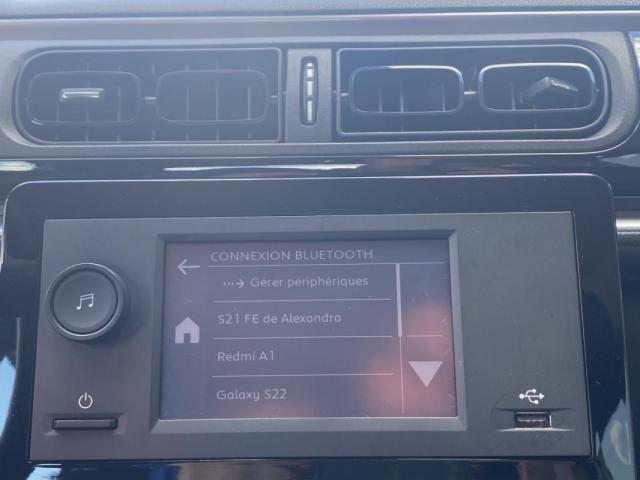 CONNEXION BLUETOOTH
Gérer périphériques
S21 FE de Alexandra
Redmi A1
Galaxy S22